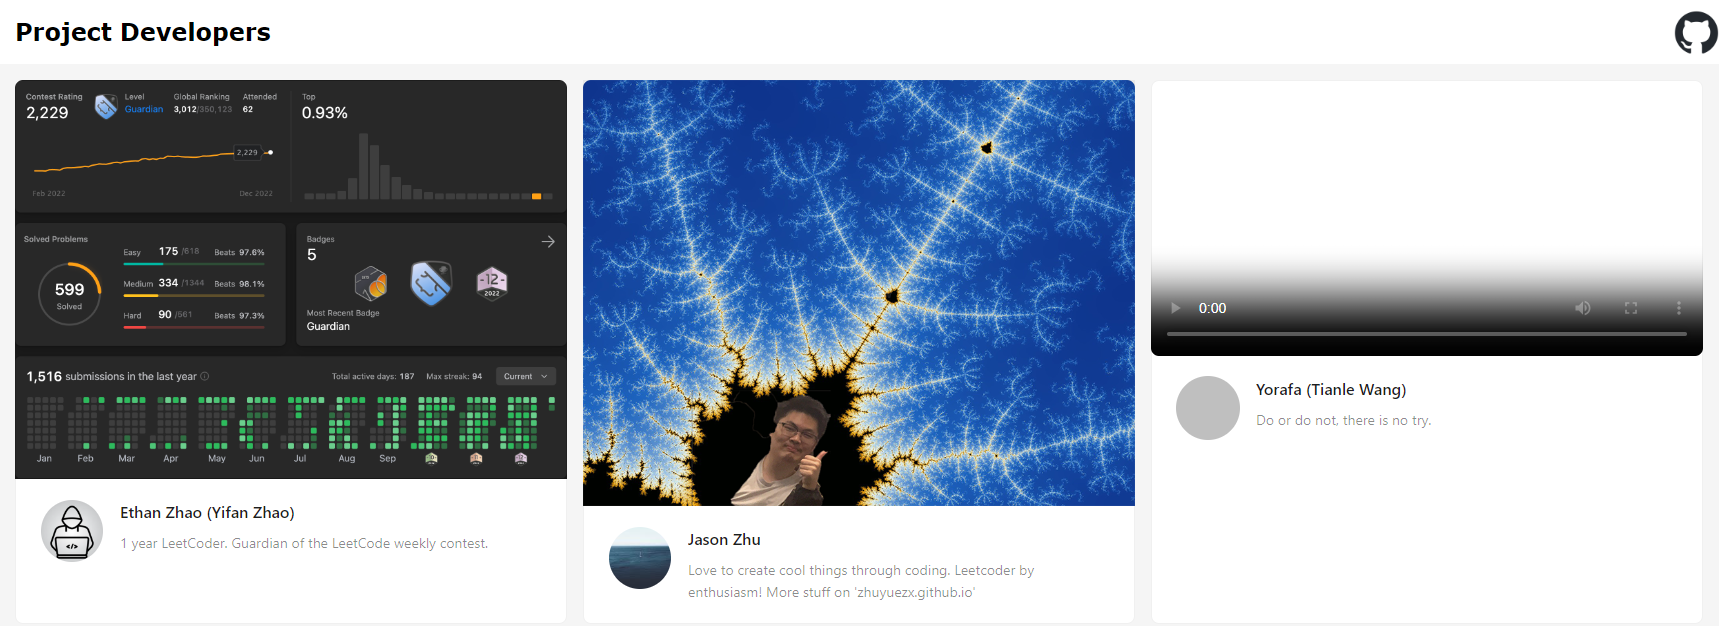 Project Developers
Contest Rating
2,229
Level
Guardian
Global Ranking
3,012/350,123
Attended
62
Top
0.93%
2,229
Feb 2022
Dec 2022
Solved Problems
599
Solved
Easy 175 /618 Beats 97.6%
Medium 334 /1344 Beats 98.1%
Hard 90 /561 Beats 97.3%
Badges
5
-12-
2022
Most Recent Badge
Guardian
1,516 submissions in the last year
Total active days: 187 Max streak: 94 Current
Jan Feb Mar Apr May Jun Jul Aug Sep
Ethan Zhao (Yifan Zhao)
1 year LeetCoder. Guardian of the LeetCode weekly contest.
Jason Zhu
Love to create cool things through coding. Leetcoder by
enthusiasm! More stuff on 'zhuyuezx.github.io'
0:00
Yorafa (Tianle Wang)
Do or do not, there is no try.